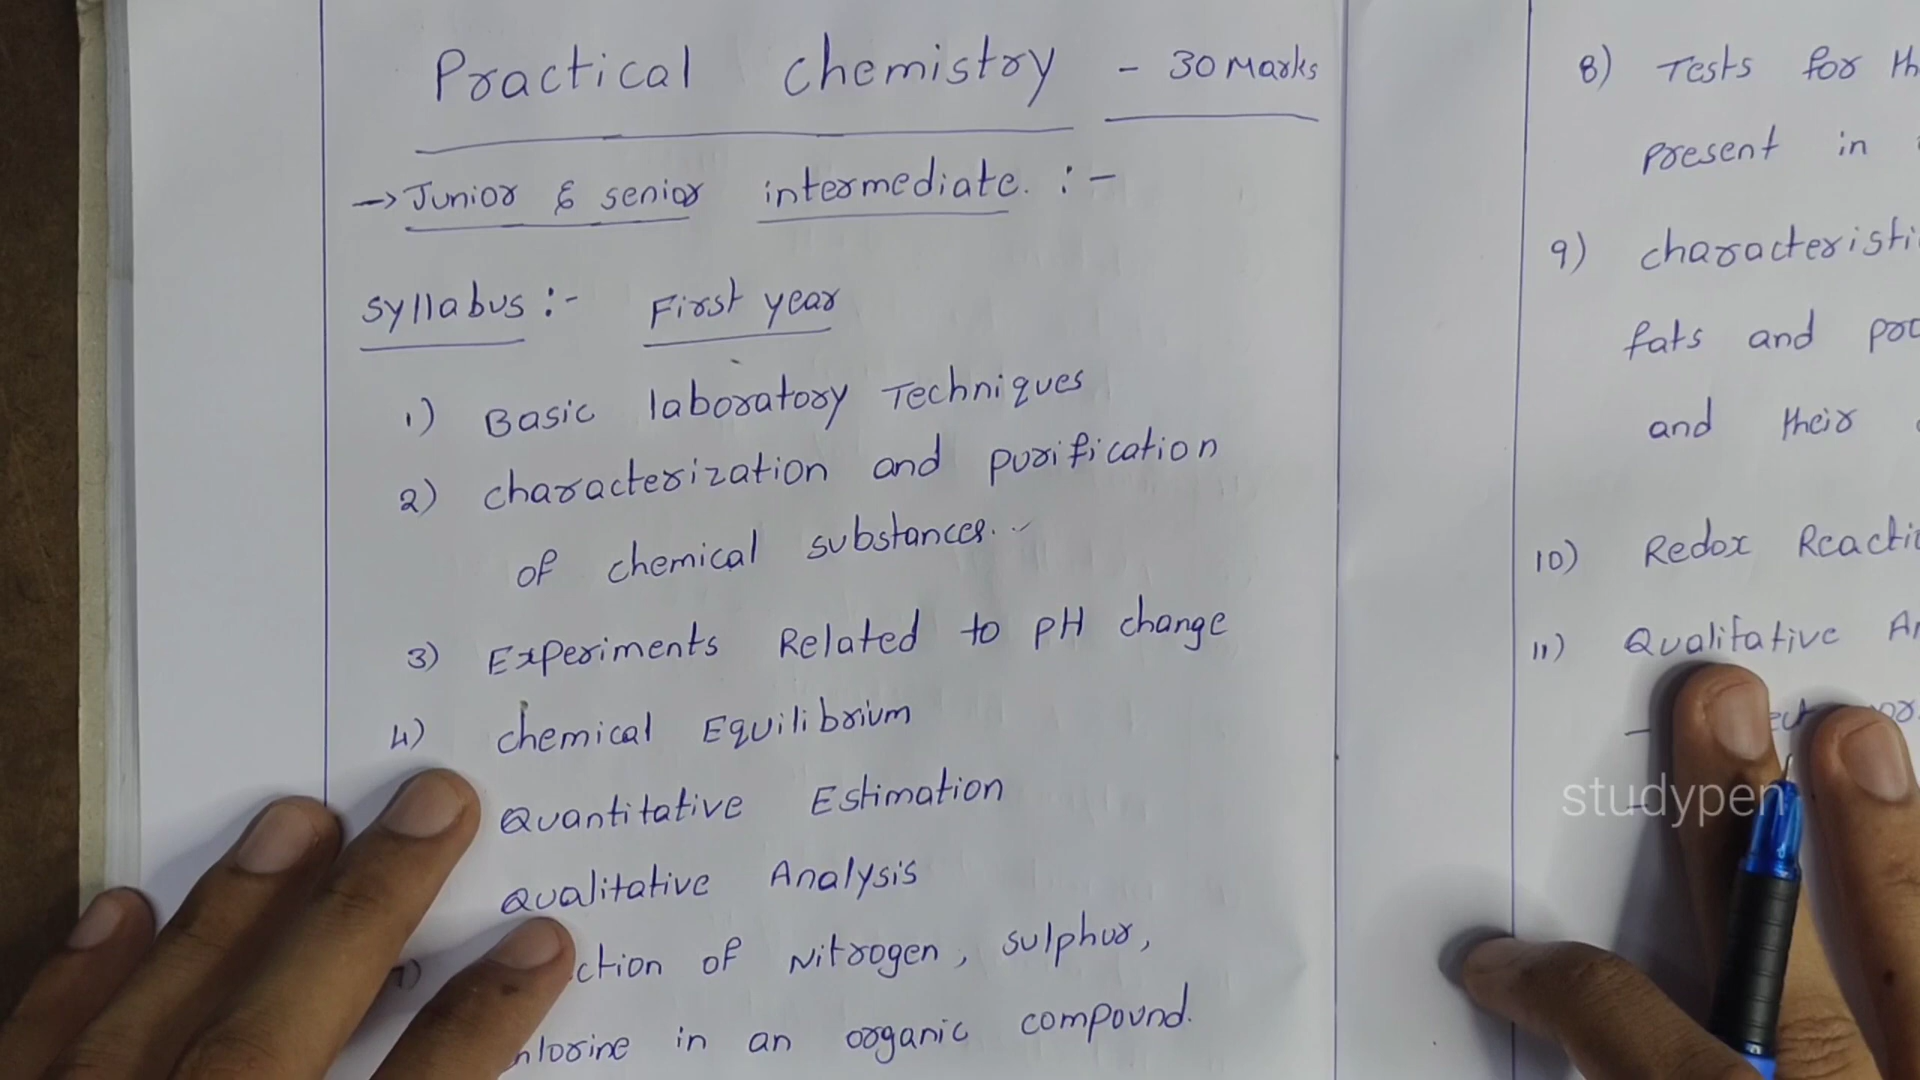 Practical chemistry - 30 Marks
→ Junior & senior intermediate. :-
Syllabus :- First year
1) Basic laboratory Techniques
2) characterization and purification
of chemical substances.
3) Experiments Related to pH change
4) chemical Equilibrium
Quantitative Estimation
Qualitative Analysis
7) ction of Nitrogen, sulphur,
hlorine in an organic compound.
8) Tests for
present in
9) characteristi
fats and
and their
10) Redox Reacti
11) Qualitative
studypen